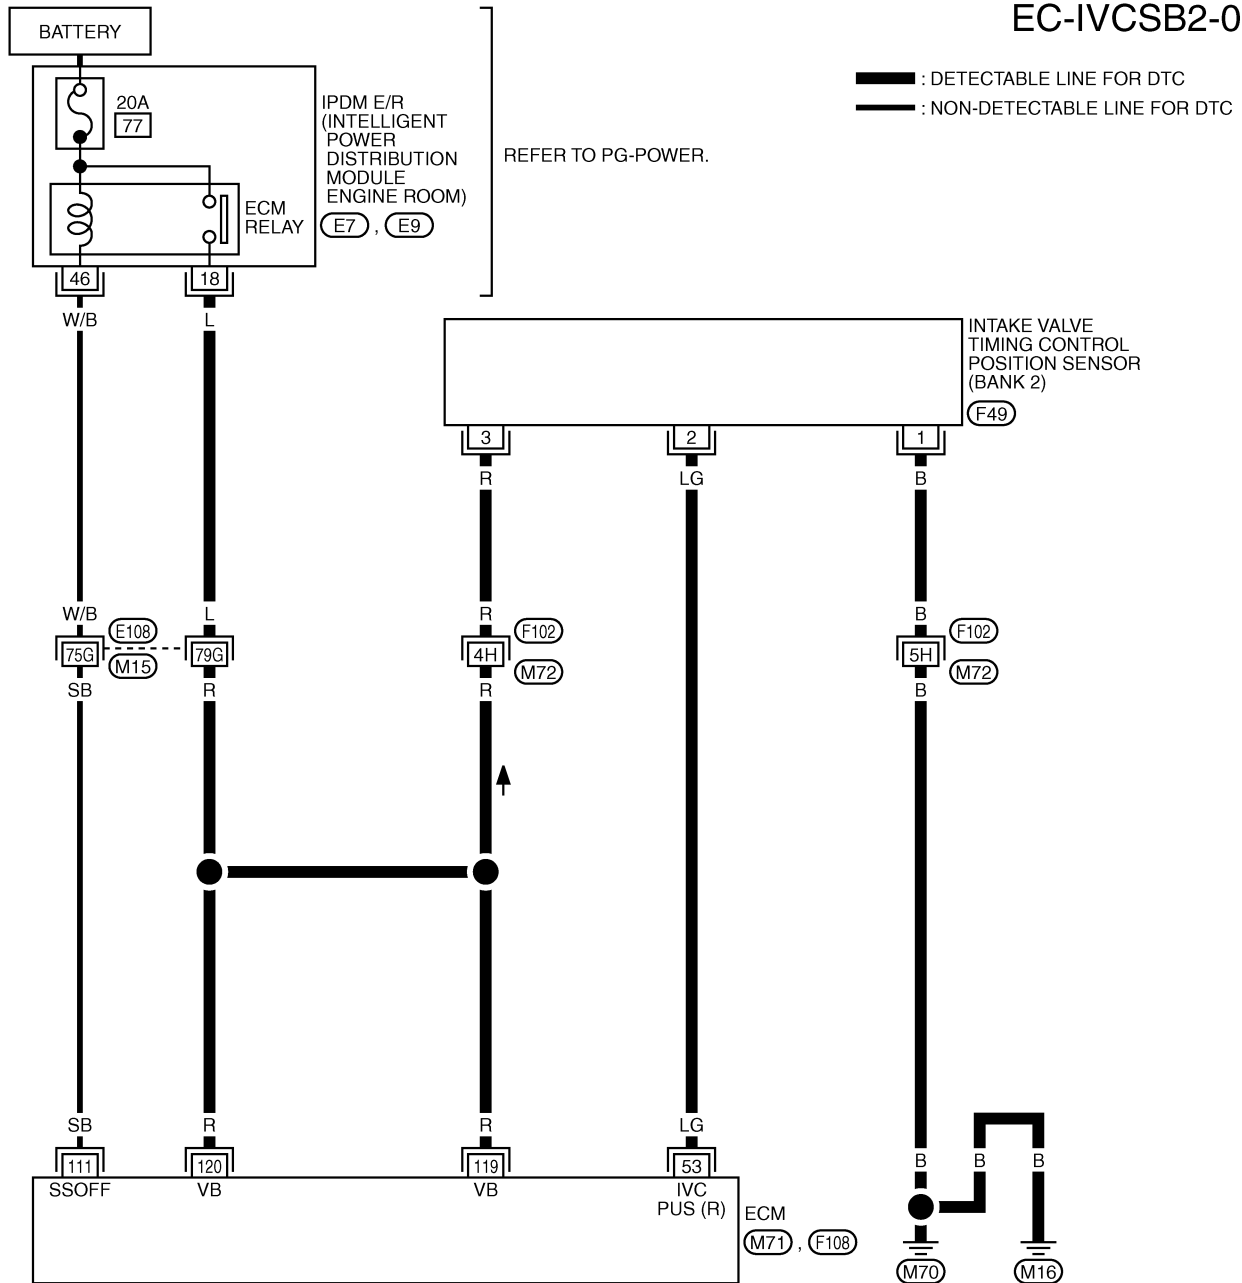 EC-IVCSB2-0
BATTERY
: DETECTABLE LINE FOR DTC
: NON-DETECTABLE LINE FOR DTC
20A
77
IPDM E/R
(INTELLIGENT
POWER
DISTRIBUTION
MODULE
ENGINE ROOM)
E7 , E9
REFER TO PG-POWER.
ECM
RELAY
46 18
W/B L
INTAKE VALVE
TIMING CONTROL
POSITION SENSOR
(BANK 2)
F49
3 2 1
R LG B
W/B L R B
E108 F102 F102
75G 79G 4H 5H
M15 M72 M72
SB R R B
SB R R LG
B B B
111 120 119 53
SSOFF VB VB IVC
PUS (R)
ECM
M71 , F108
M70 M16